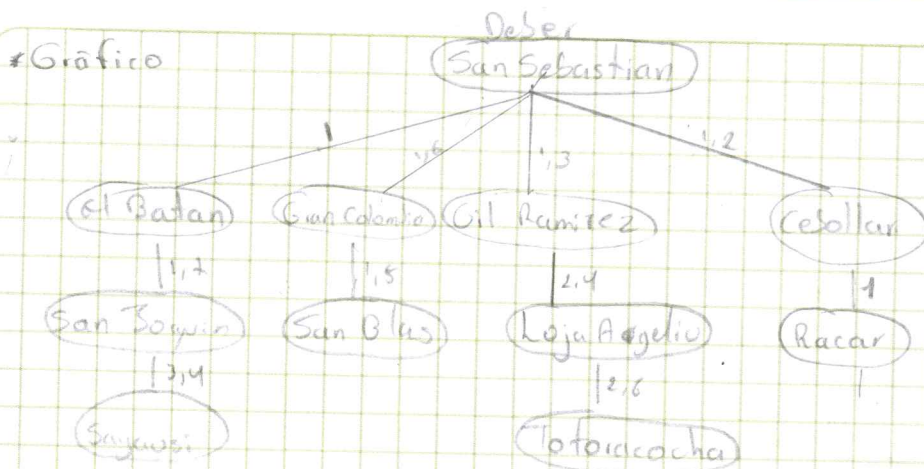 Deber
*Gráfico
San Sebastian
1 1,6 1,3 1,2
El Batan Gran Colombia Gil Ramirez Cebollar
1,7 1,5 2,4 1
San Joaquin San Blas Loja Argelia Racar
3,4 2,6
Sayausi Totoracocha